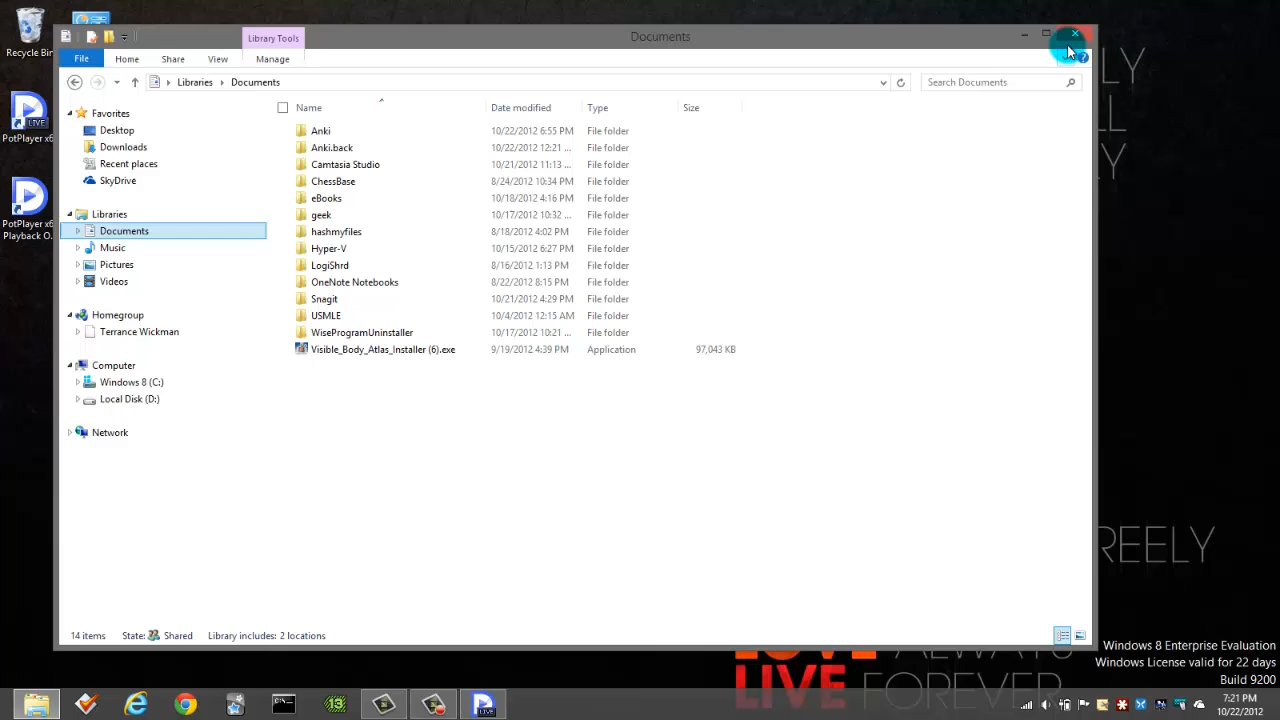 Recycle Bin
Library Tools
Documents
File Home Share View Manage
Libraries Documents
Search Documents
PotPlayer x6
LIVE
PotPlayer x6
Playback O...
Favorites
Desktop
Downloads
Recent places
SkyDrive
Libraries
Documents
Music
Pictures
Videos
Homegroup
Terrance Wickman
Computer
Windows 8 (C:)
Local Disk (D:)
Network
Name Date modified Type Size
Anki 10/22/2012 6:55 PM File folder
Anki.back 10/22/2012 12:21 ... File folder
Camtasia Studio 10/21/2012 11:13 ... File folder
ChessBase 8/24/2012 10:34 PM File folder
eBooks 10/18/2012 4:16 PM File folder
geek 10/17/2012 10:32 ... File folder
hashmyfiles 8/18/2012 4:02 PM File folder
Hyper-V 10/15/2012 6:27 PM File folder
LogiShrd 8/16/2012 1:13 PM File folder
OneNote Notebooks 8/22/2012 8:15 PM File folder
Snagit 10/21/2012 4:29 PM File folder
USMLE 10/4/2012 12:15 AM File folder
WiseProgramUninstaller 10/17/2012 10:21 ... File folder
Visible_Body_Atlas_Installer (6).exe 9/19/2012 4:39 PM Application 97,043 KB
14 items State: Shared Library includes: 2 locations
LOVE ALWAYS
LIVE FOREVER
REELY
Windows 8 Enterprise Evaluation
Windows License valid for 22 days
Build 9200
13
LIVE
7:21 PM
10/22/2012